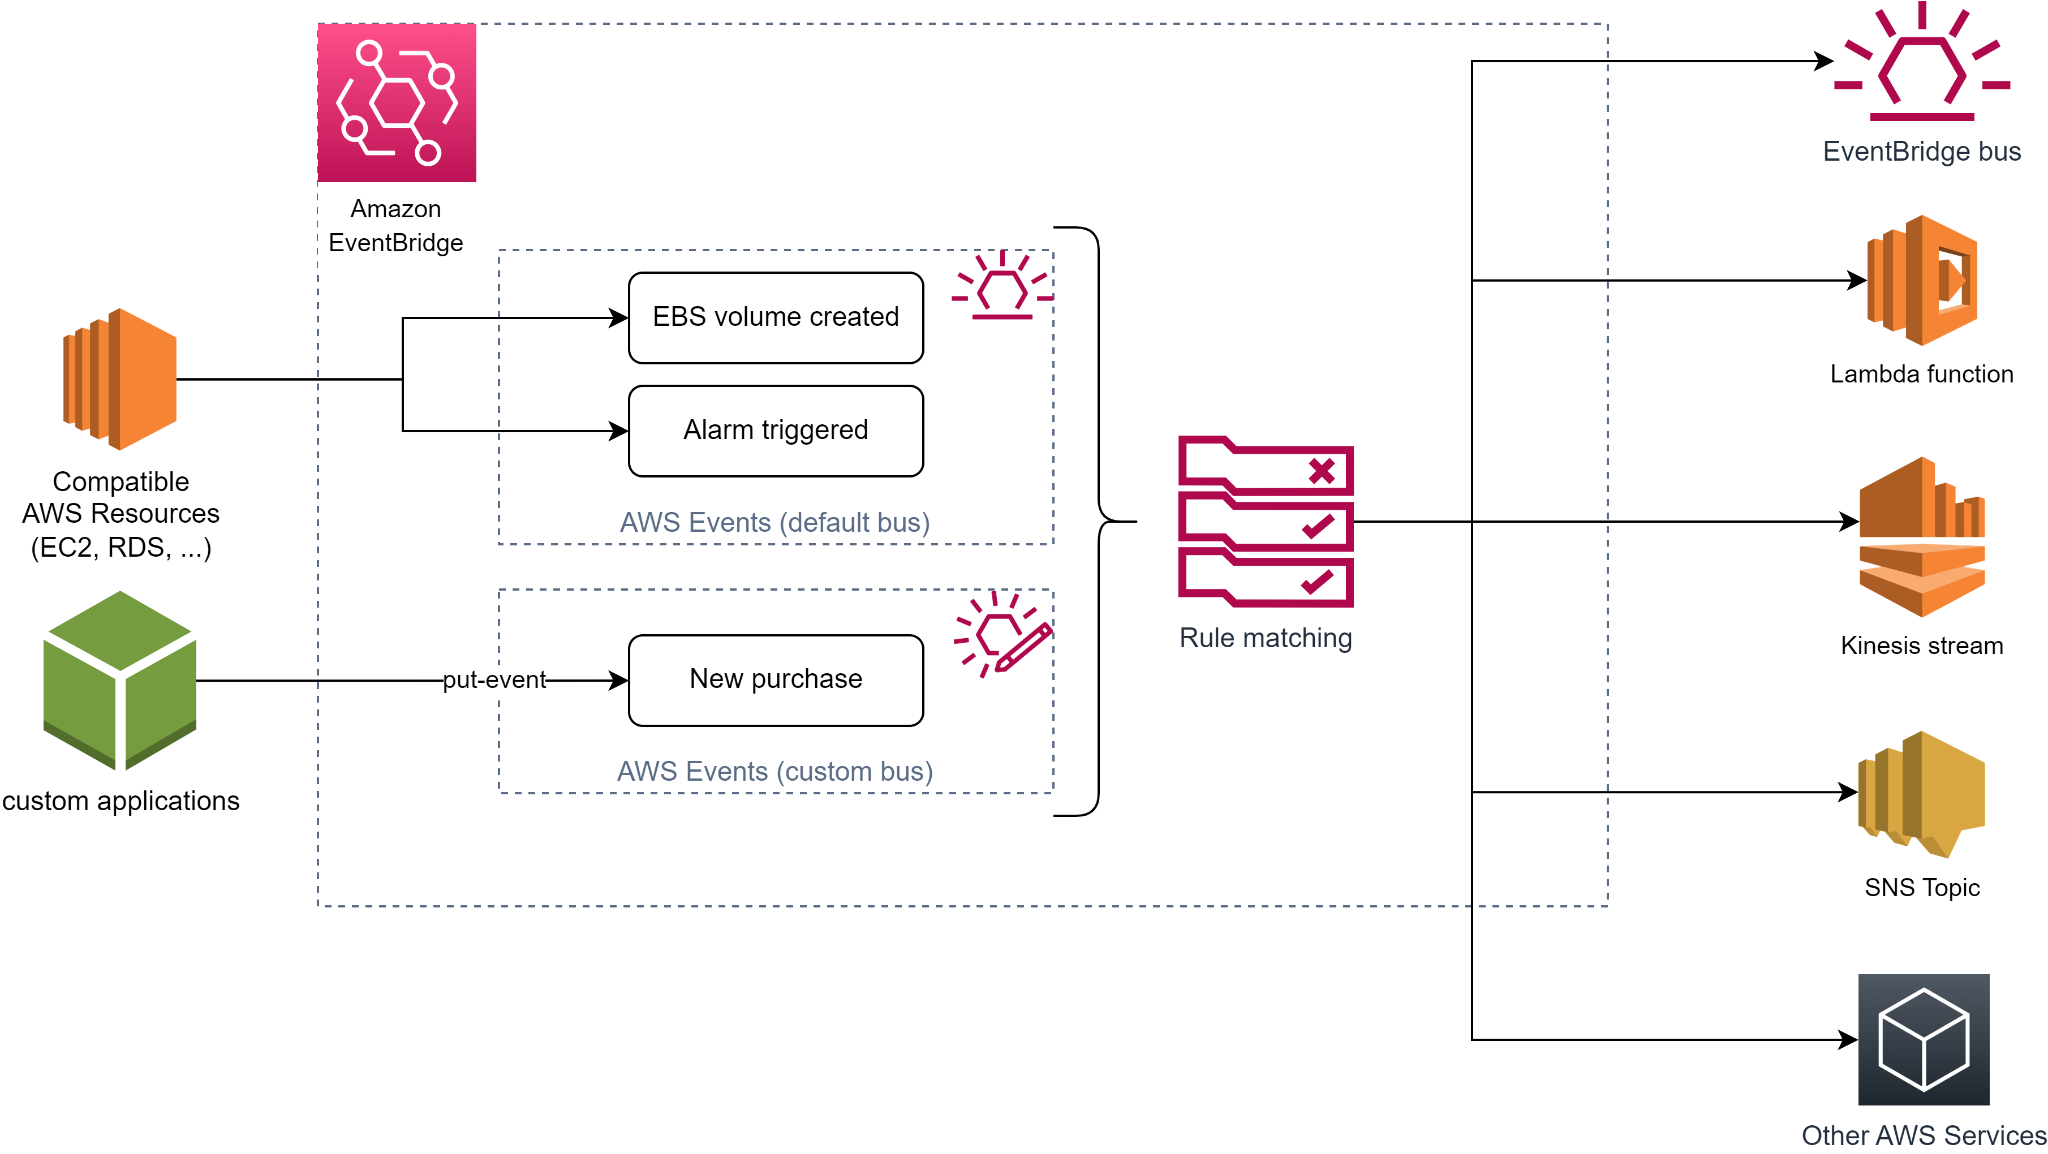 Amazon
EventBridge
Compatible
AWS Resources
(EC2, RDS, ...)
custom applications
put-event
EBS volume created
Alarm triggered
AWS Events (default bus)
New purchase
AWS Events (custom bus)
Rule matching
EventBridge bus
Lambda function
Kinesis stream
SNS Topic
Other AWS Services